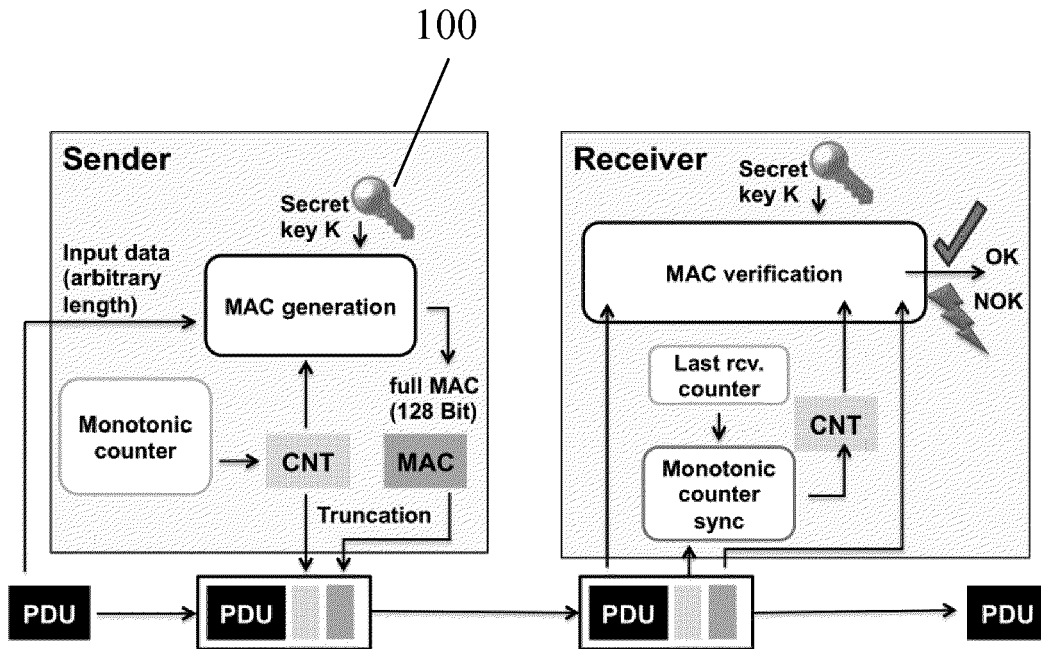 100
Sender
Secret
key K
Input data
(arbitrary
length)
MAC generation
full MAC
(128 Bit)
Monotonic
counter
CNT
MAC
Truncation
Receiver
Secret
key K
MAC verification
OK
NOK
Last rcv.
counter
CNT
Monotonic
counter
sync
PDU
PDU
PDU
PDU